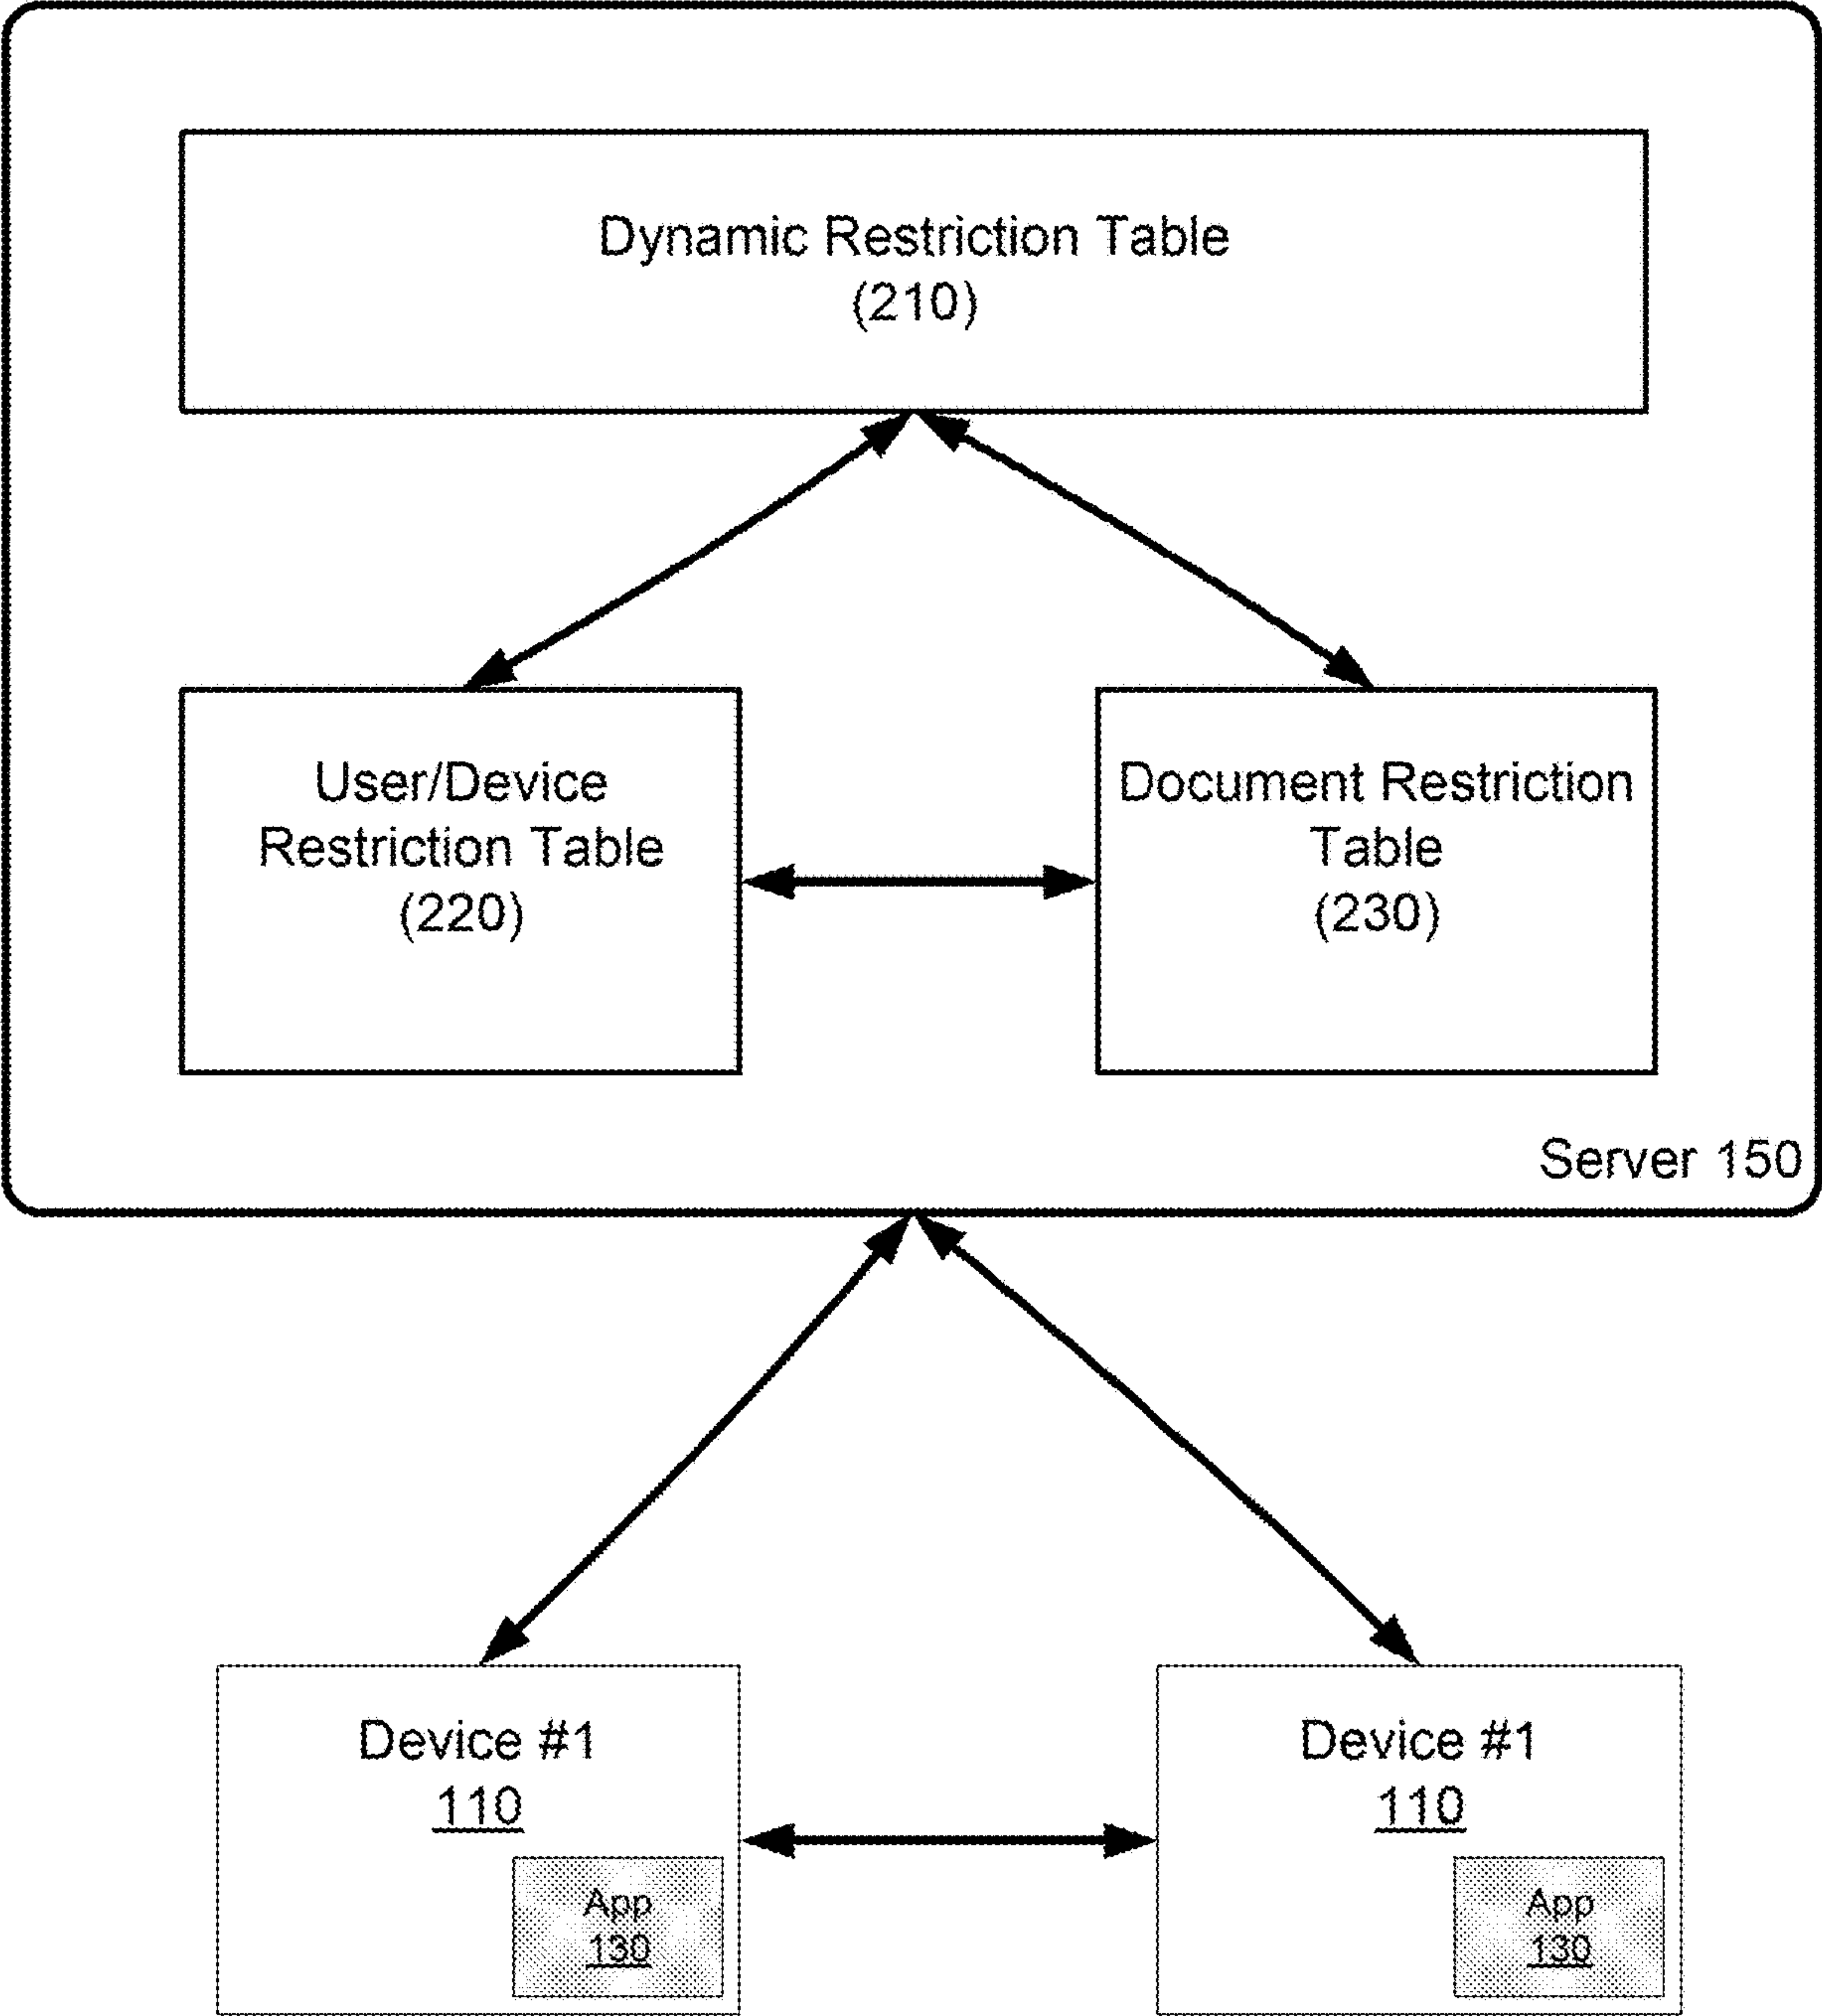 Dynamic Restriction Table
(210)
User/Device
Restriction Table
(220)
Document Restriction
Table
(230)
Server 150
Device #1
110
App
130
Device #1
110
App
130